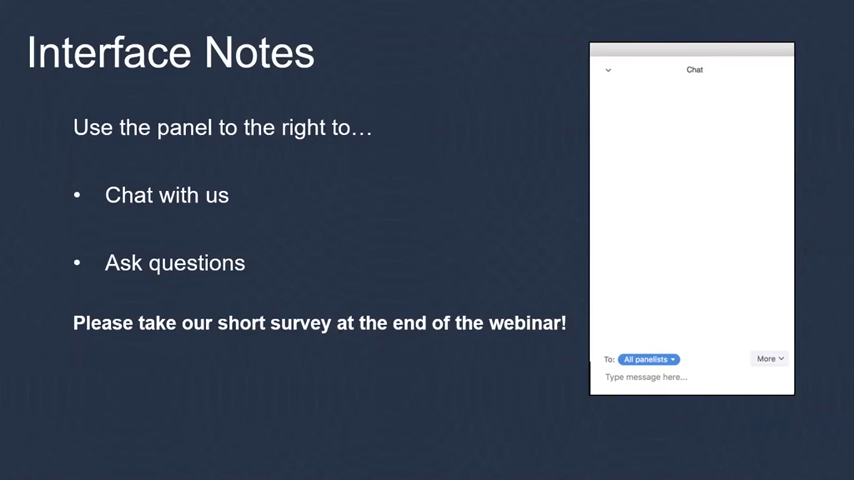 Interface Notes
Use the panel to the right to…
• Chat with us
• Ask questions
Please take our short survey at the end of the webinar!
Chat
To: All panelists
More
Type message here...